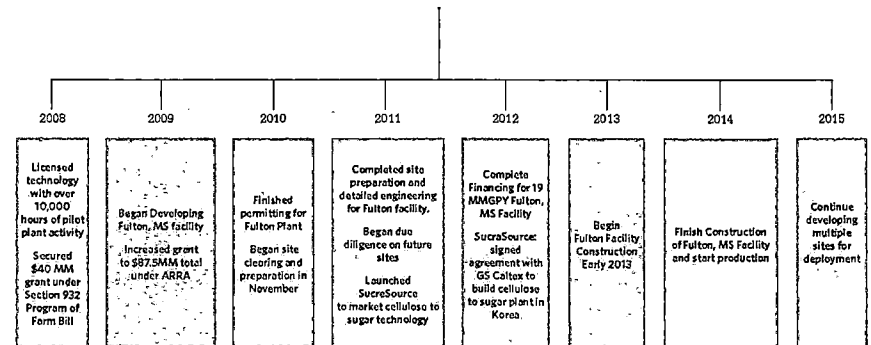 2008
2009
2010
2011
2012
2013
2014
2015
Licensed
technology
with over
10,000
hours of pilot
plant activity
Secured
$40 MM
grant under
Section 932
Program of
Farm Bill
Began Developing
Fulton, MS facility
Increased grant
to $87.5MM total
under ARRA
Finished
permitting for
Fulton Plant
Began site
clearing and
preparation in
November
Completed site
preparation and
detailed engineering
for Fulton facility.
Began due
diligence on future
sites
Launched
SucreSource
to market cellulose to
sugar technology
Complete
Financing for 19
MMGPY Fulton,
MS Facility
SucraSource:
signed
agreement with
GS Caltex to
build cellulose
to sugar plant in
Korea.
Begin
Fulton Facility
Construction
Early 2013
Finish Construction
of Fulton, MS Facility
and start production
Continue
developing
multiple
sites for
deployment